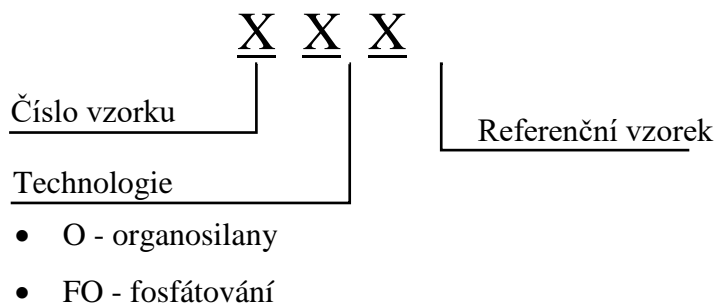 X X X
Číslo vzorku
Referenční vzorek
Technologie
• O - organosilany
• FO - fosfátování